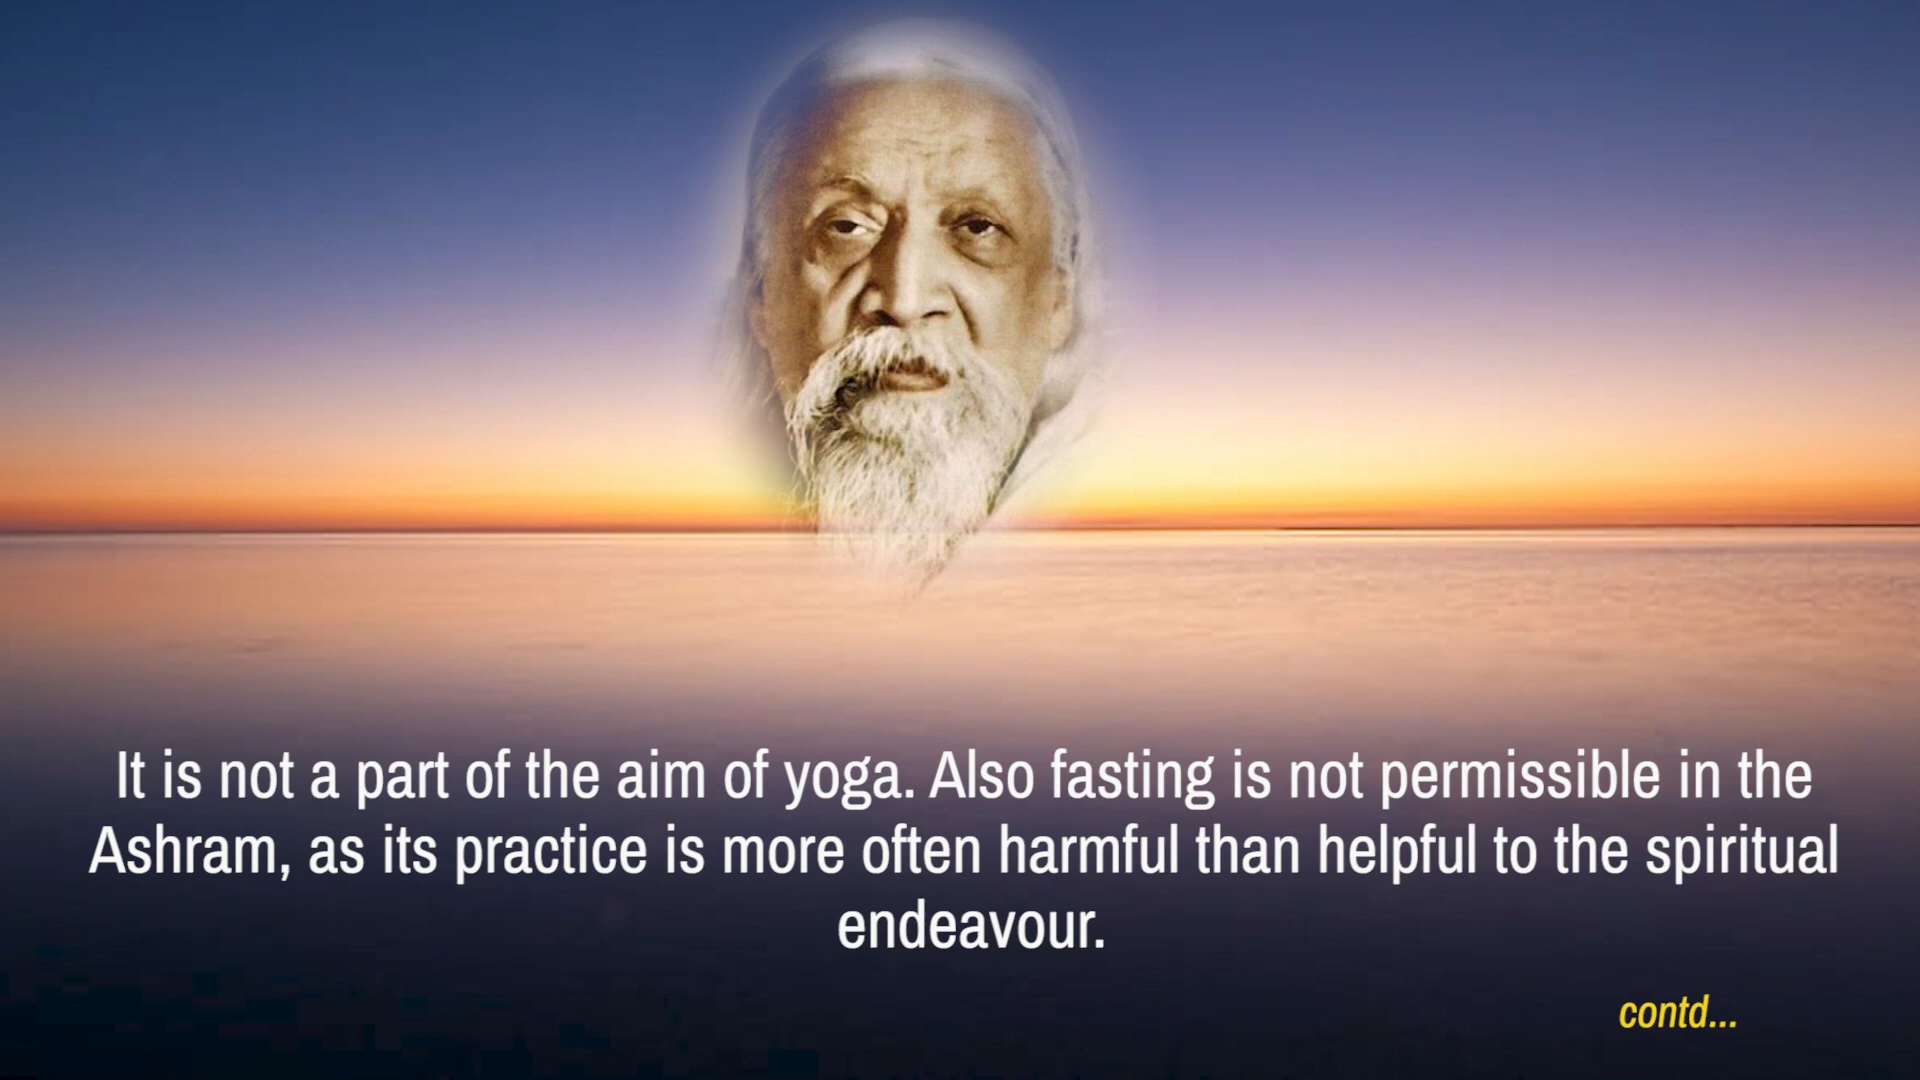 It is not a part of the aim of yoga. Also fasting is not permissible in the
Ashram, as its practice is more often harmful than helpful to the spiritual
endeavour.
contd...